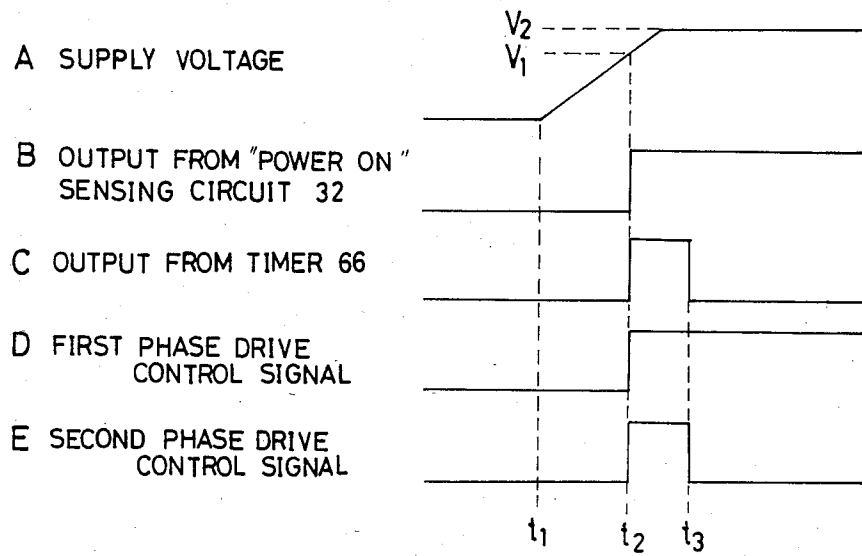 V2
V1
A SUPPLY VOLTAGE
B OUTPUT FROM "POWER ON"
SENSING CIRCUIT 32
C OUTPUT FROM TIMER 66
D FIRST PHASE DRIVE
CONTROL SIGNAL
E SECOND PHASE DRIVE
CONTROL SIGNAL
t1 t2 t3